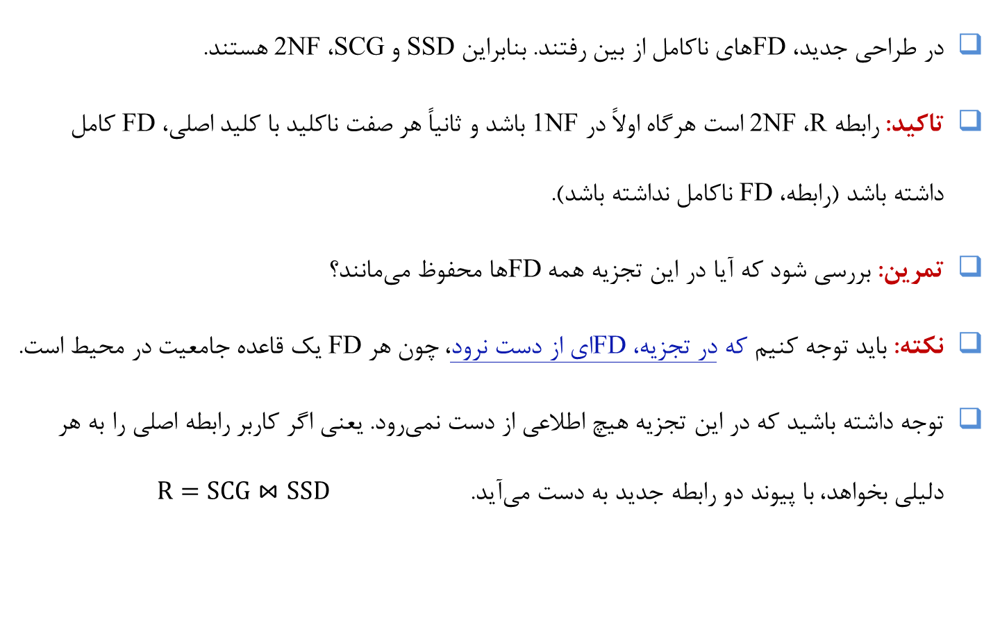 در طراحی جدید، FDهای ناکامل از بین رفتند. بنابراین SSD و SCG، 2NF هستند.
تاکید: رابطه R، 2NF است هرگاه اولاً در 1NF باشد و ثانیاً هر صفت ناکلید با کلید اصلی، FD کامل
داشته باشد (رابطه، FD ناکامل نداشته باشد).
تمرین: بررسی شود که آیا در این تجزیه همه FDها محفوظ می‌مانند؟
نکته: باید توجه کنیم که در تجزیه، FDای از دست نرود، چون هر FD یک قاعده جامعیت در محیط است.
توجه داشته باشید که در این تجزیه هیچ اطلاعی از دست نمی‌رود. یعنی اگر کاربر رابطه اصلی را به هر
دلیلی بخواهد، با پیوند دو رابطه جدید به دست می‌آید. R = SCG ⋈ SSD